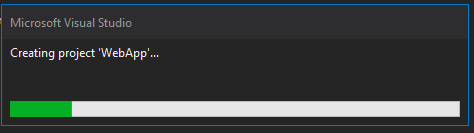 Microsoft Visual Studio
Creating project 'WebApp'...